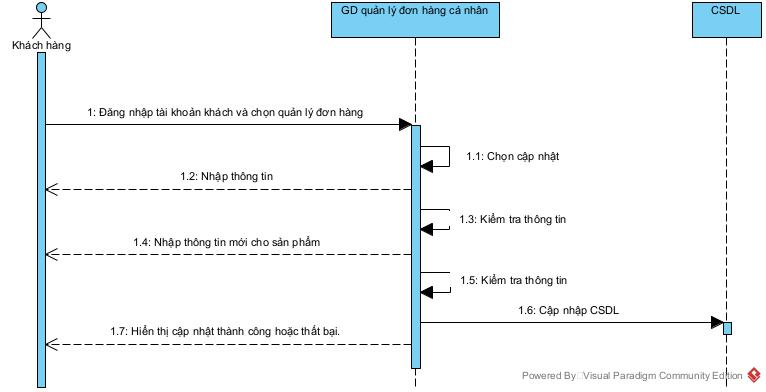 GD quản lý đơn hàng cá nhân
CSDL
Khách hàng
1: Đăng nhập tài khoản khách và chọn quản lý đơn hàng
1.1: Chọn cập nhật
1.2: Nhập thông tin
1.3: Kiểm tra thông tin
1.4: Nhập thông tin mới cho sản phẩm
1.5: Kiểm tra thông tin
1.6: Cập nhập CSDL
1.7: Hiển thị cập nhật thành công hoặc thất bại.
Powered By Visual Paradigm Community Edition